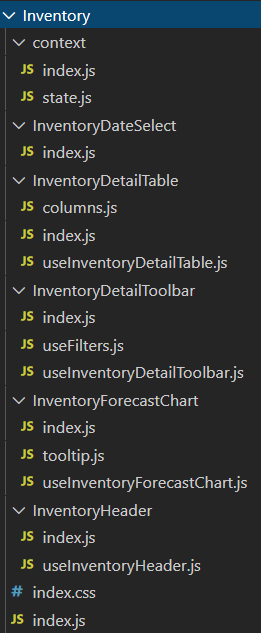 Inventory
context
JS index.js
JS state.js
InventoryDateSelect
JS index.js
InventoryDetailTable
JS columns.js
JS index.js
JS useInventoryDetailTable.js
InventoryDetailToolbar
JS index.js
JS useFilters.js
JS useInventoryDetailToolbar.js
InventoryForecastChart
JS index.js
JS tooltip.js
JS useInventoryForecastChart.js
InventoryHeader
JS index.js
JS useInventoryHeader.js
# index.css
JS index.js